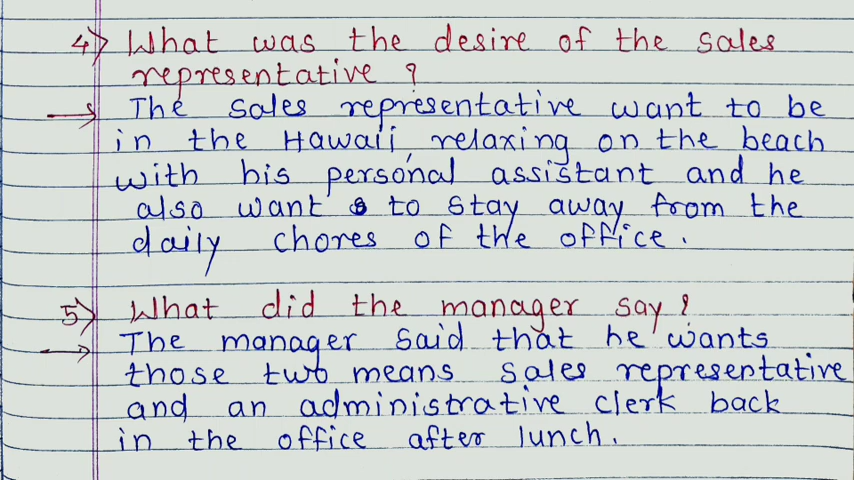 4) What was the desire of the sales
representative ?
→ The sales representative want to be
in the Hawaii, relaxing on the beach
with his personal assistant and he
also want s to stay away from the
daily chores of the office.
5) What did the manager say ?
→ The manager said that he wants
those two means sales representative
and an administrative clerk back
in the office after lunch.